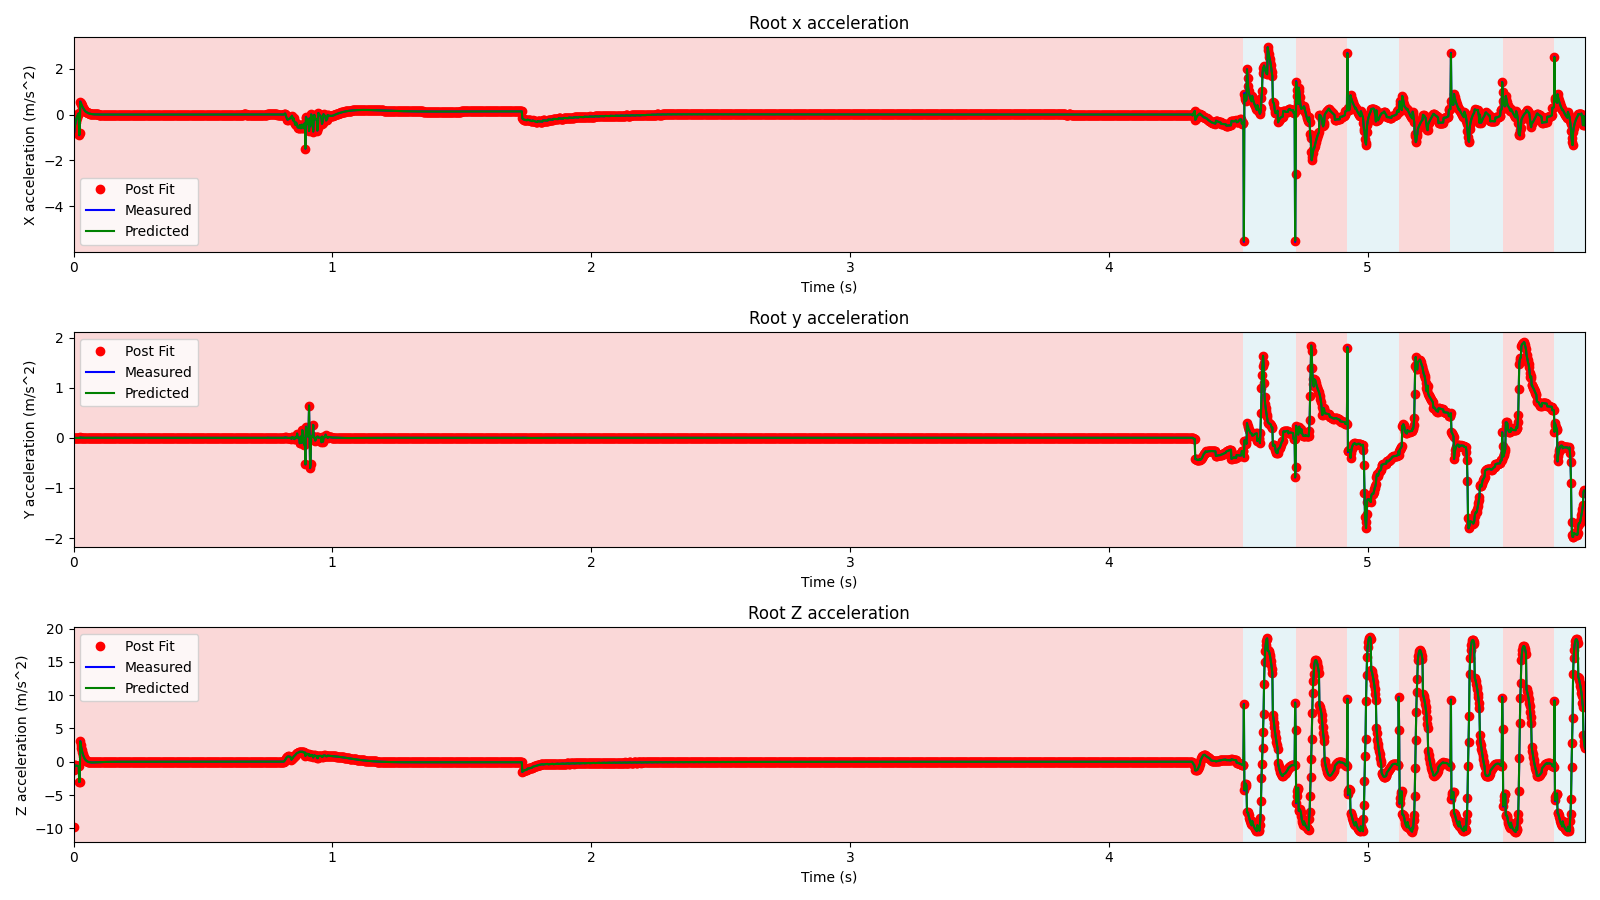 Root x acceleration
X acceleration (m/s^2)
2
0
−2
−4
Post Fit
Measured
Predicted
0 1 2 3 4 5
Time (s)
Root y acceleration
Y acceleration (m/s^2)
2
1
0
−1
−2
Post Fit
Measured
Predicted
0 1 2 3 4 5
Time (s)
Root Z acceleration
Z acceleration (m/s^2)
20
15
10
5
0
−5
−10
Post Fit
Measured
Predicted
0 1 2 3 4 5
Time (s)